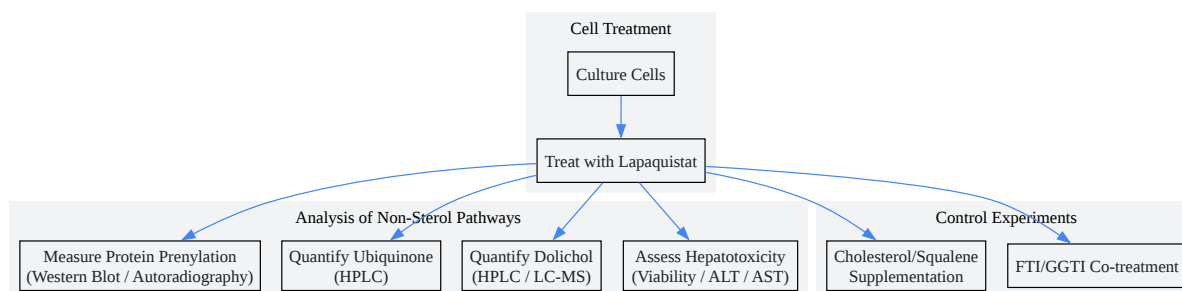 Cell Treatment
Culture Cells
Treat with Lapaquistat
Analysis of Non-Sterol Pathways
Measure Protein Prenylation
(Western Blot / Autoradiography)
Quantify Ubiquinone
(HPLC)
Quantify Dolichol
(HPLC / LC-MS)
Assess Hepatotoxicity
(Viability / ALT / AST)
Control Experiments
Cholesterol/Squalene
Supplementation
FTI/GGTI Co-treatment